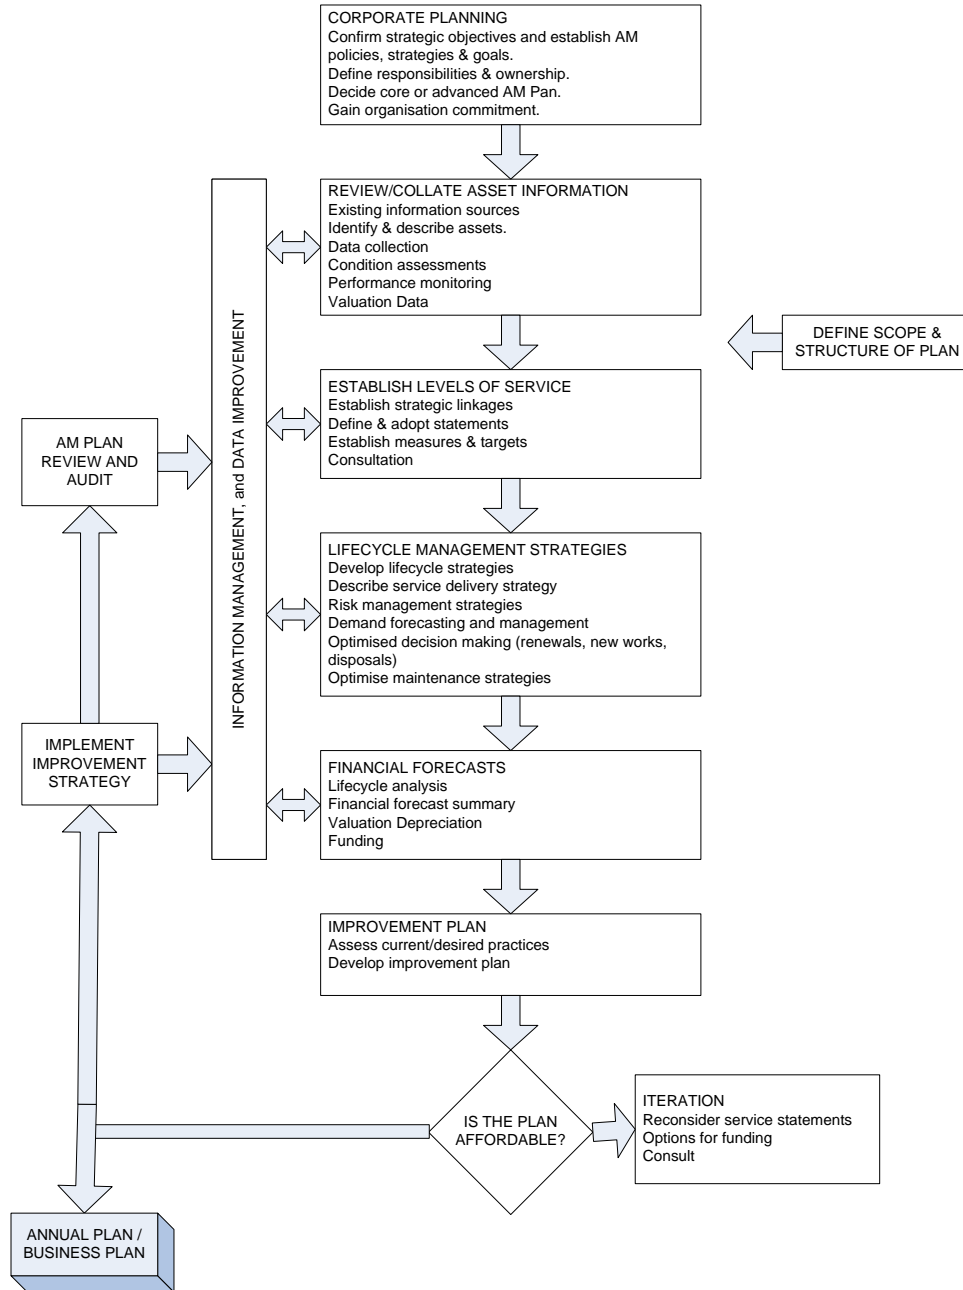 CORPORATE PLANNING
Confirm strategic objectives and establish AM
policies, strategies & goals.
Define responsibilities & ownership.
Decide core or advanced AM Pan.
Gain organisation commitment.
REVIEW/COLLATE ASSET INFORMATION
Existing information sources
Identify & describe assets.
Data collection
Condition assessments
Performance monitoring
Valuation Data
INFORMATION MANAGEMENT, and DATA IMPROVEMENT
DEFINE SCOPE &
STRUCTURE OF PLAN
ESTABLISH LEVELS OF SERVICE
Establish strategic linkages
Define & adopt statements
Establish measures & targets
Consultation
AM PLAN
REVIEW AND
AUDIT
LIFECYCLE MANAGEMENT STRATEGIES
Develop lifecycle strategies
Describe service delivery strategy
Risk management strategies
Demand forecasting and management
Optimised decision making (renewals, new works,
disposals)
Optimise maintenance strategies
IMPLEMENT
IMPROVEMENT
STRATEGY
FINANCIAL FORECASTS
Lifecycle analysis
Financial forecast summary
Valuation Depreciation
Funding
IMPROVEMENT PLAN
Assess current/desired practices
Develop improvement plan
IS THE PLAN
AFFORDABLE?
ITERATION
Reconsider service statements
Options for funding
Consult
ANNUAL PLAN /
BUSINESS PLAN